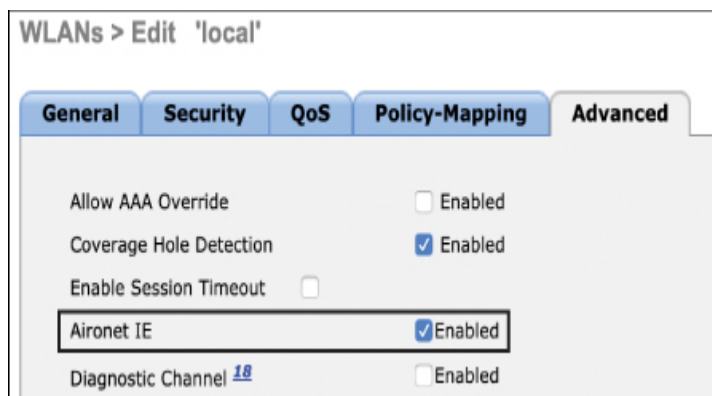 WLANs > Edit 'local'
General Security QoS Policy-Mapping Advanced
Allow AAA Override Enabled
Coverage Hole Detection Enabled
Enable Session Timeout
Aironet IE Enabled
Diagnostic Channel 18 Enabled